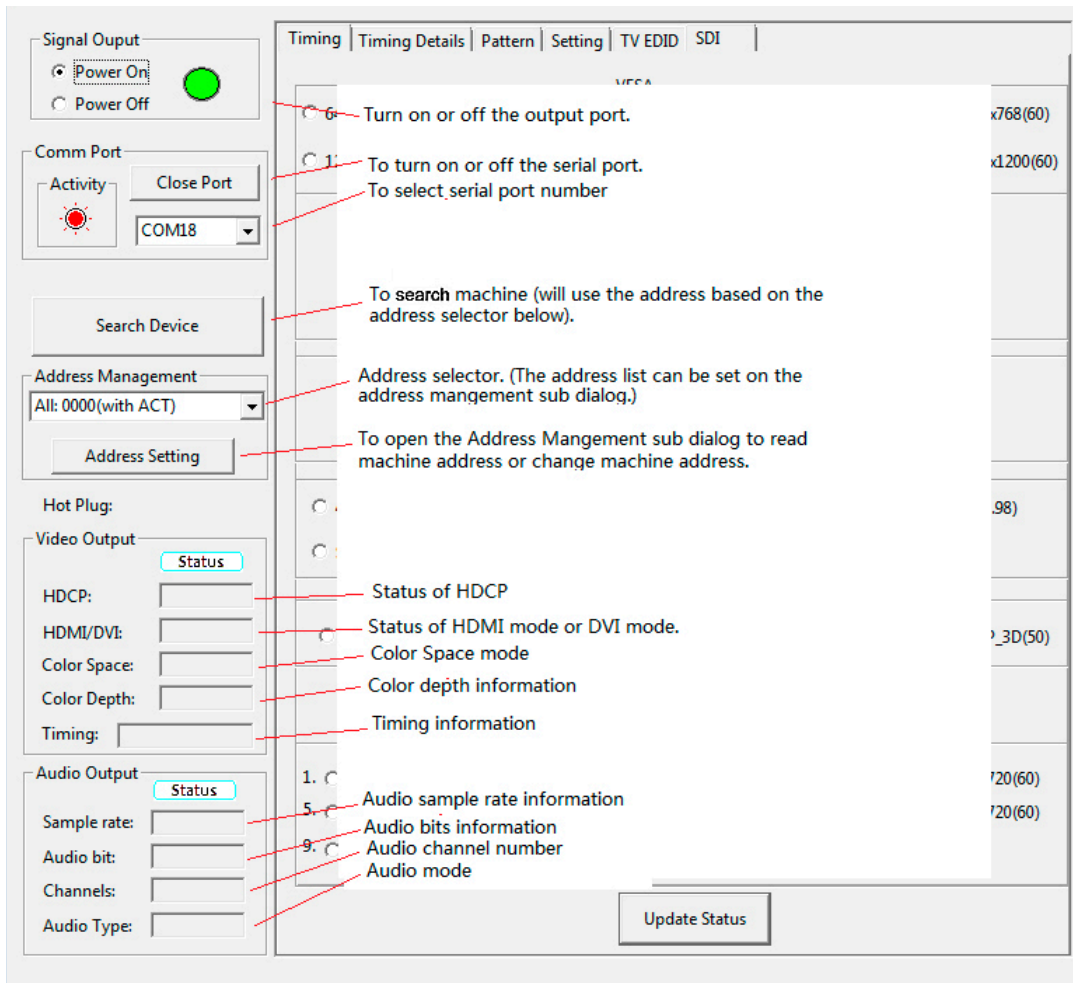 Signal Ouput
Power On
Power Off
Comm Port
Activity
Close Port
COM18
Search Device
Address Management
All: 0000(with ACT)
Address Setting
Hot Plug:
Video Output
Status
HDCP:
HDMI/DVI:
Color Space:
Color Depth:
Timing:
Audio Output
Status
Sample rate:
Audio bit:
Channels:
Audio Type:
Timing
Timing Details
Pattern
Setting
TV EDID
SDI
Turn on or off the output port.
x768(60)
To turn on or off the serial port.
x1200(60)
To select serial port number
To search machine (will use the address based on the
address selector below).
Address selector. (The address list can be set on the
address mangement sub dialog.)
To open the Address Mangement sub dialog to read
machine address or change machine address.
.98)
Status of HDCP
Status of HDMI mode or DVI mode.
_3D(50)
Color Space mode
Color depth information
Timing information
1.
720(60)
Audio sample rate information
5.
720(60)
Audio bits information
9.
Audio channel number
Audio mode
Update Status